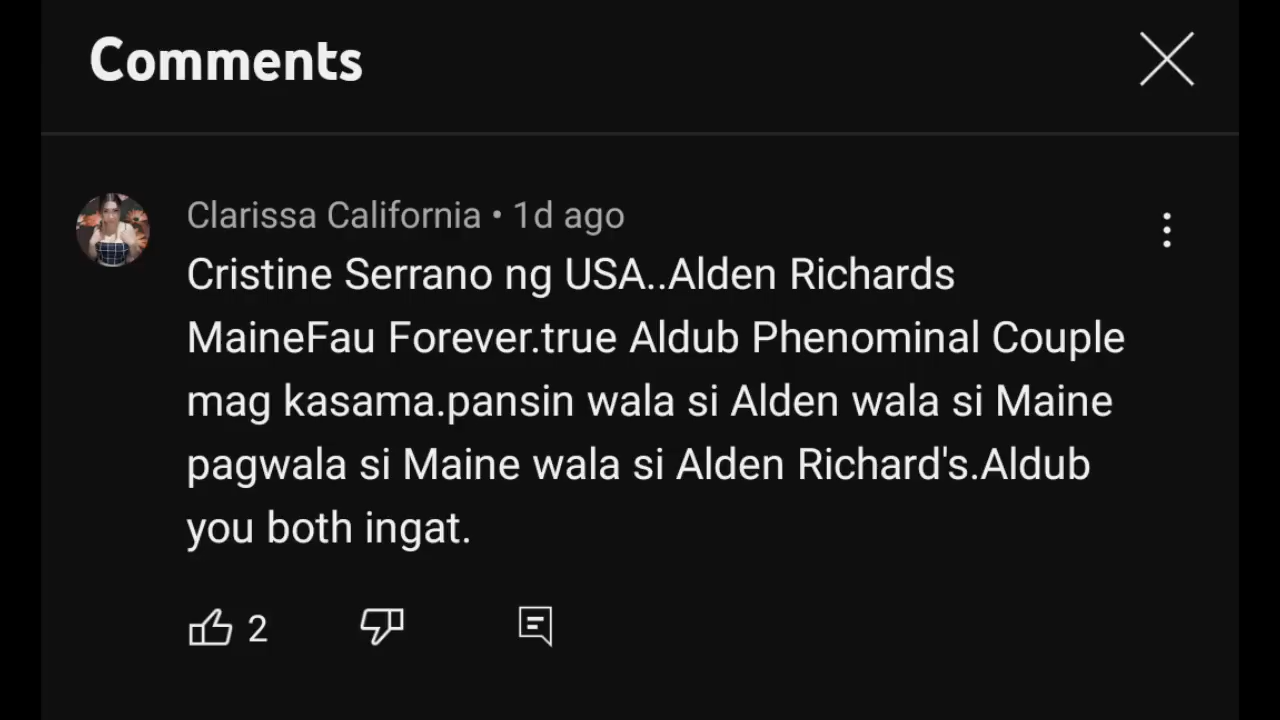 Comments
Clarissa California • 1d ago
Cristine Serrano ng USA..Alden Richards
MaineFau Forever.true Aldub Phenominal Couple
mag kasama.pansin wala si Alden wala si Maine
pagwala si Maine wala si Alden Richard's.Aldub
you both ingat.
2